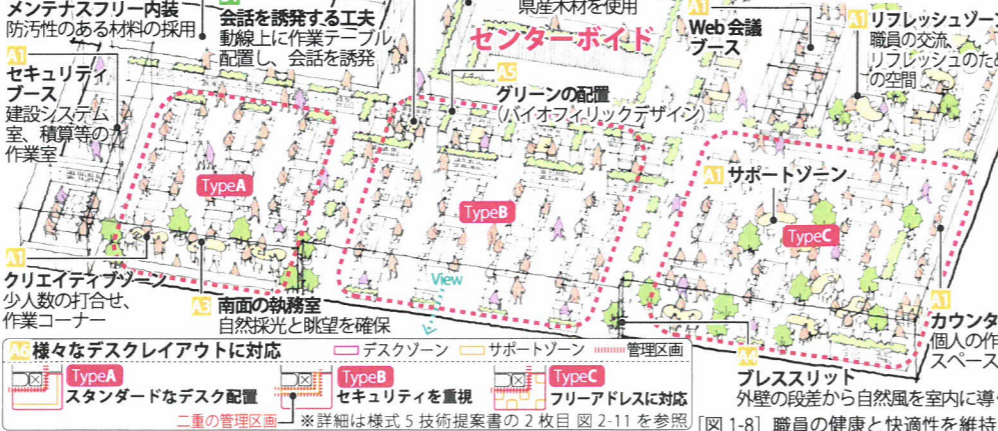 メンテナスフリー内装
防汚性のある材料の採用
会話を誘発する工夫
動線上に作業テーブル
配置し、会話を誘発
県産木材を使用
センターボイド
A1
Web会議
ブース
A1
リフレッシュゾーン
職員の交流、
リフレッシュのため
の空間
A1
セキュリティ
ブース
建設システム
室、積算等の
作業室
A5
グリーンの配置
(バイオフィリックデザイン)
TypeA
TypeB
A1
サポートゾーン
TypeC
A1
クリエイティブゾーン
少人数の打合せ、
作業コーナー
A3
南面の執務室
自然採光と眺望を確保
View
A1
カウンタ
個人の作
スペース
A4
ブレススリット
外壁の段差から自然風を室内に導
A6
様々なデスクレイアウトに対応
デスクゾーン
サポートゾーン
管理区画
TypeA
スタンダードなデスク配置
TypeB
セキュリティを重視
TypeC
フリーアドレスに対応
二重の管理区画
※詳細は様式5技術提案書の2枚目 図2-11を参照
[図1-8] 職員の健康と快適性を維持